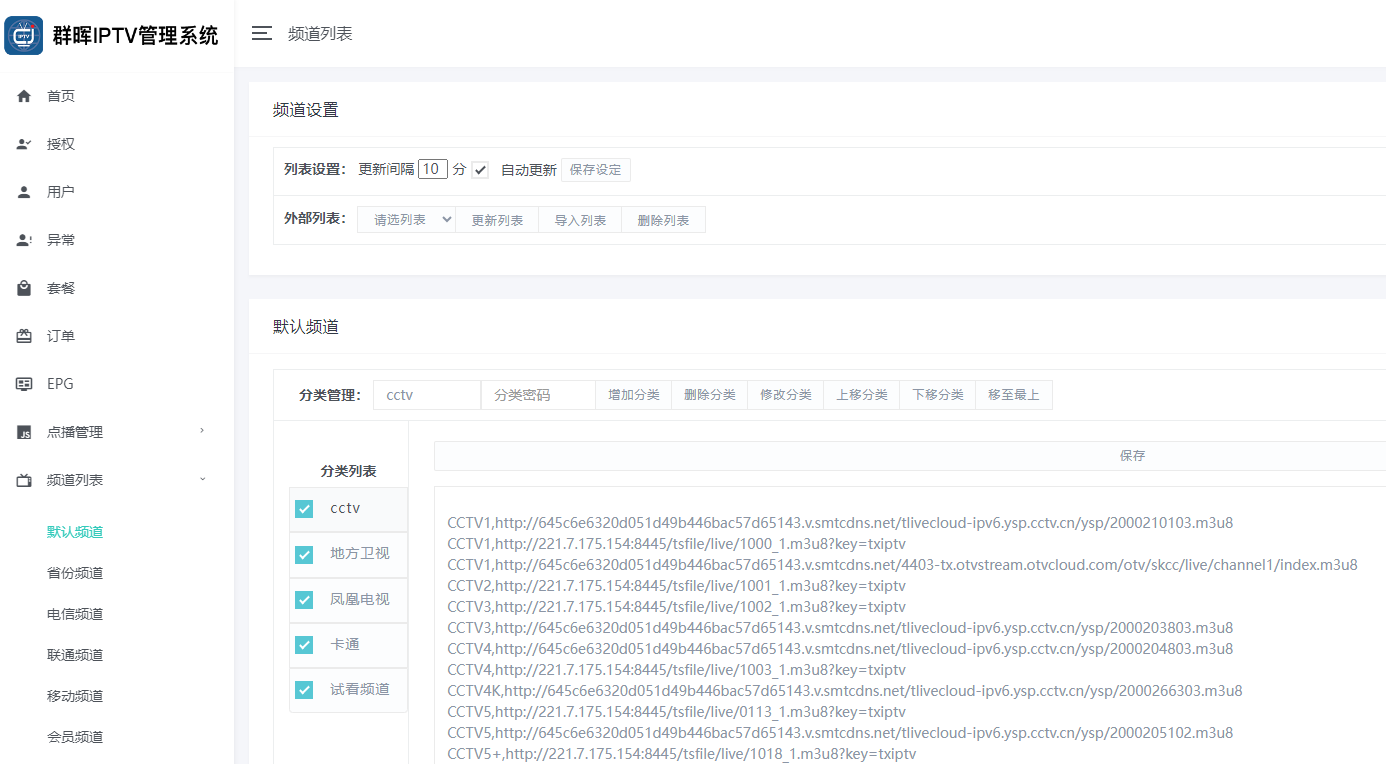 群晖IPTV管理系统
频道列表
首页
授权
用户
异常
套餐
订单
EPG
点播管理
频道列表
默认频道
省份频道
电信频道
联通频道
移动频道
会员频道
频道设置
列表设置： 更新间隔 10 分 自动更新 保存设定
外部列表： 请选列表 更新列表 导入列表 删除列表
默认频道
分类管理： cctv 分类密码 增加分类 删除分类 修改分类 上移分类 下移分类 移至最上
分类列表
cctv
地方卫视
凤凰电视
卡通
试看频道
保存
CCTV1,http://645c6e6320d051d49b446bac57d65143.v.smtcdns.net/tlivecloud-ipv6.ysp.cctv.cn/ysp/2000210103.m3u8
CCTV1,http://221.7.175.154:8445/tsfile/live/1000_1.m3u8?key=txiptv
CCTV1,http://645c6e6320d051d49b446bac57d65143.v.smtcdns.net/4403-tx.otvstream.otvcloud.com/otv/skcc/live/channel1/index.m3u8
CCTV2,http://221.7.175.154:8445/tsfile/live/1001_1.m3u8?key=txiptv
CCTV3,http://221.7.175.154:8445/tsfile/live/1002_1.m3u8?key=txiptv
CCTV3,http://645c6e6320d051d49b446bac57d65143.v.smtcdns.net/tlivecloud-ipv6.ysp.cctv.cn/ysp/2000203803.m3u8
CCTV4,http://645c6e6320d051d49b446bac57d65143.v.smtcdns.net/tlivecloud-ipv6.ysp.cctv.cn/ysp/2000204803.m3u8
CCTV4,http://221.7.175.154:8445/tsfile/live/1003_1.m3u8?key=txiptv
CCTV4K,http://645c6e6320d051d49b446bac57d65143.v.smtcdns.net/tlivecloud-ipv6.ysp.cctv.cn/ysp/2000266303.m3u8
CCTV5,http://221.7.175.154:8445/tsfile/live/0113_1.m3u8?key=txiptv
CCTV5,http://645c6e6320d051d49b446bac57d65143.v.smtcdns.net/tlivecloud-ipv6.ysp.cctv.cn/ysp/2000205102.m3u8
CCTV5+,http://221.7.175.154:8445/tsfile/live/1018_1.m3u8?key=txiptv